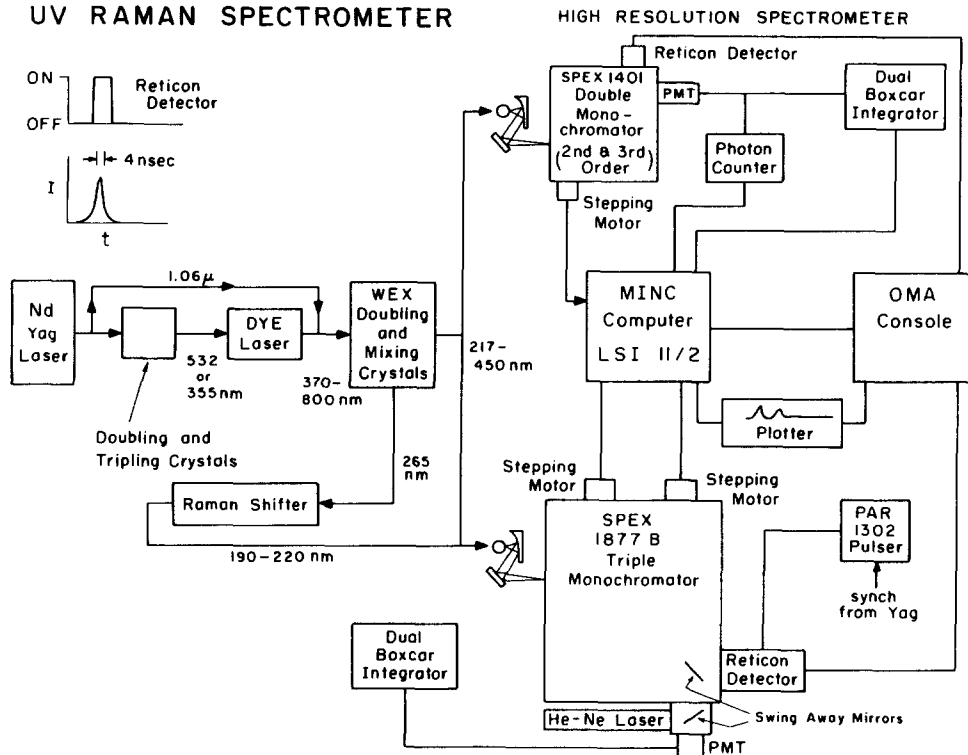 UV RAMAN SPECTROMETER
HIGH RESOLUTION SPECTROMETER
ON
OFF
Reticon
Detector
4 nsec
I
t
Reticon Detector
SPEX 1401
Double
Mono-
chromator
(2nd & 3rd
Order)
PMT
Dual
Boxcar
Integrator
Photon
Counter
Stepping
Motor
1.06μ
Nd
Yag
Laser
DYE
Laser
532
or
355nm
370-
800 nm
WEX
Doubling
and
Mixing
Crystals
217-
450 nm
MINC
Computer
LSI 11/2
OMA
Console
Plotter
Doubling and
Tripling Crystals
265
nm
Raman Shifter
190-220 nm
Stepping
Motor
Stepping
Motor
SPEX
1877 B
Triple
Monochromator
PAR
1302
Pulser
synch
from Yag
Dual
Boxcar
Integrator
Reticon
Detector
He-Ne Laser
Swing Away Mirrors
PMT